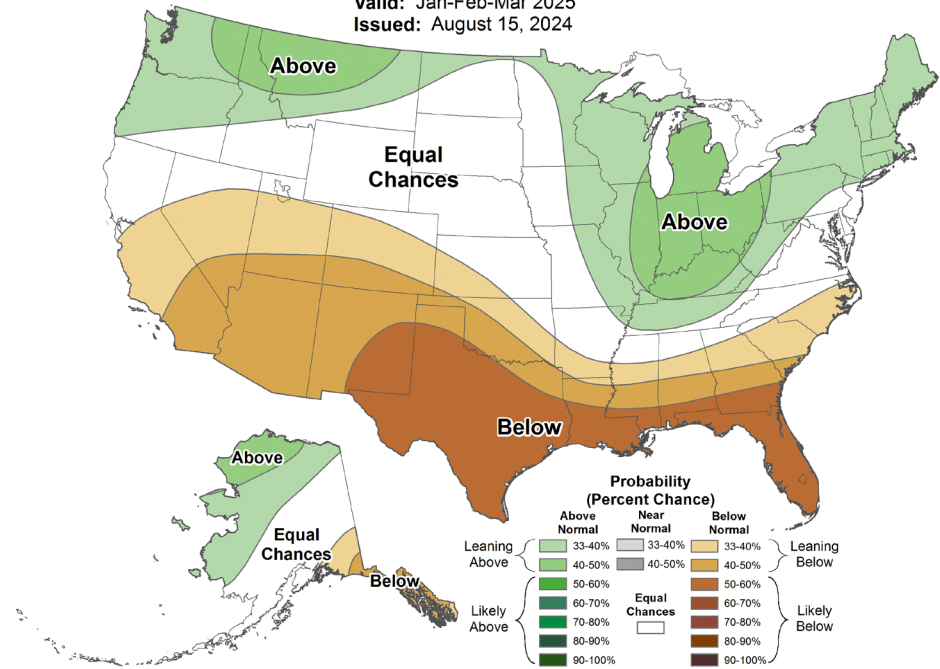 Valid: Jan-Feb-Mar 2025
Issued: August 15, 2024
Above
Equal
Chances
Above
Below
Above
Equal
Chances
Below
Probability
(Percent Chance)
Above
Normal
Near
Normal
Below
Normal
Leaning
Above
33-40%
33-40%
33-40%
Leaning
Below
40-50%
40-50%
40-50%
Likely
Above
50-60%
50-60%
Likely
Below
60-70%
Equal
Chances
60-70%
70-80%
70-80%
80-90%
80-90%
90-100%
90-100%